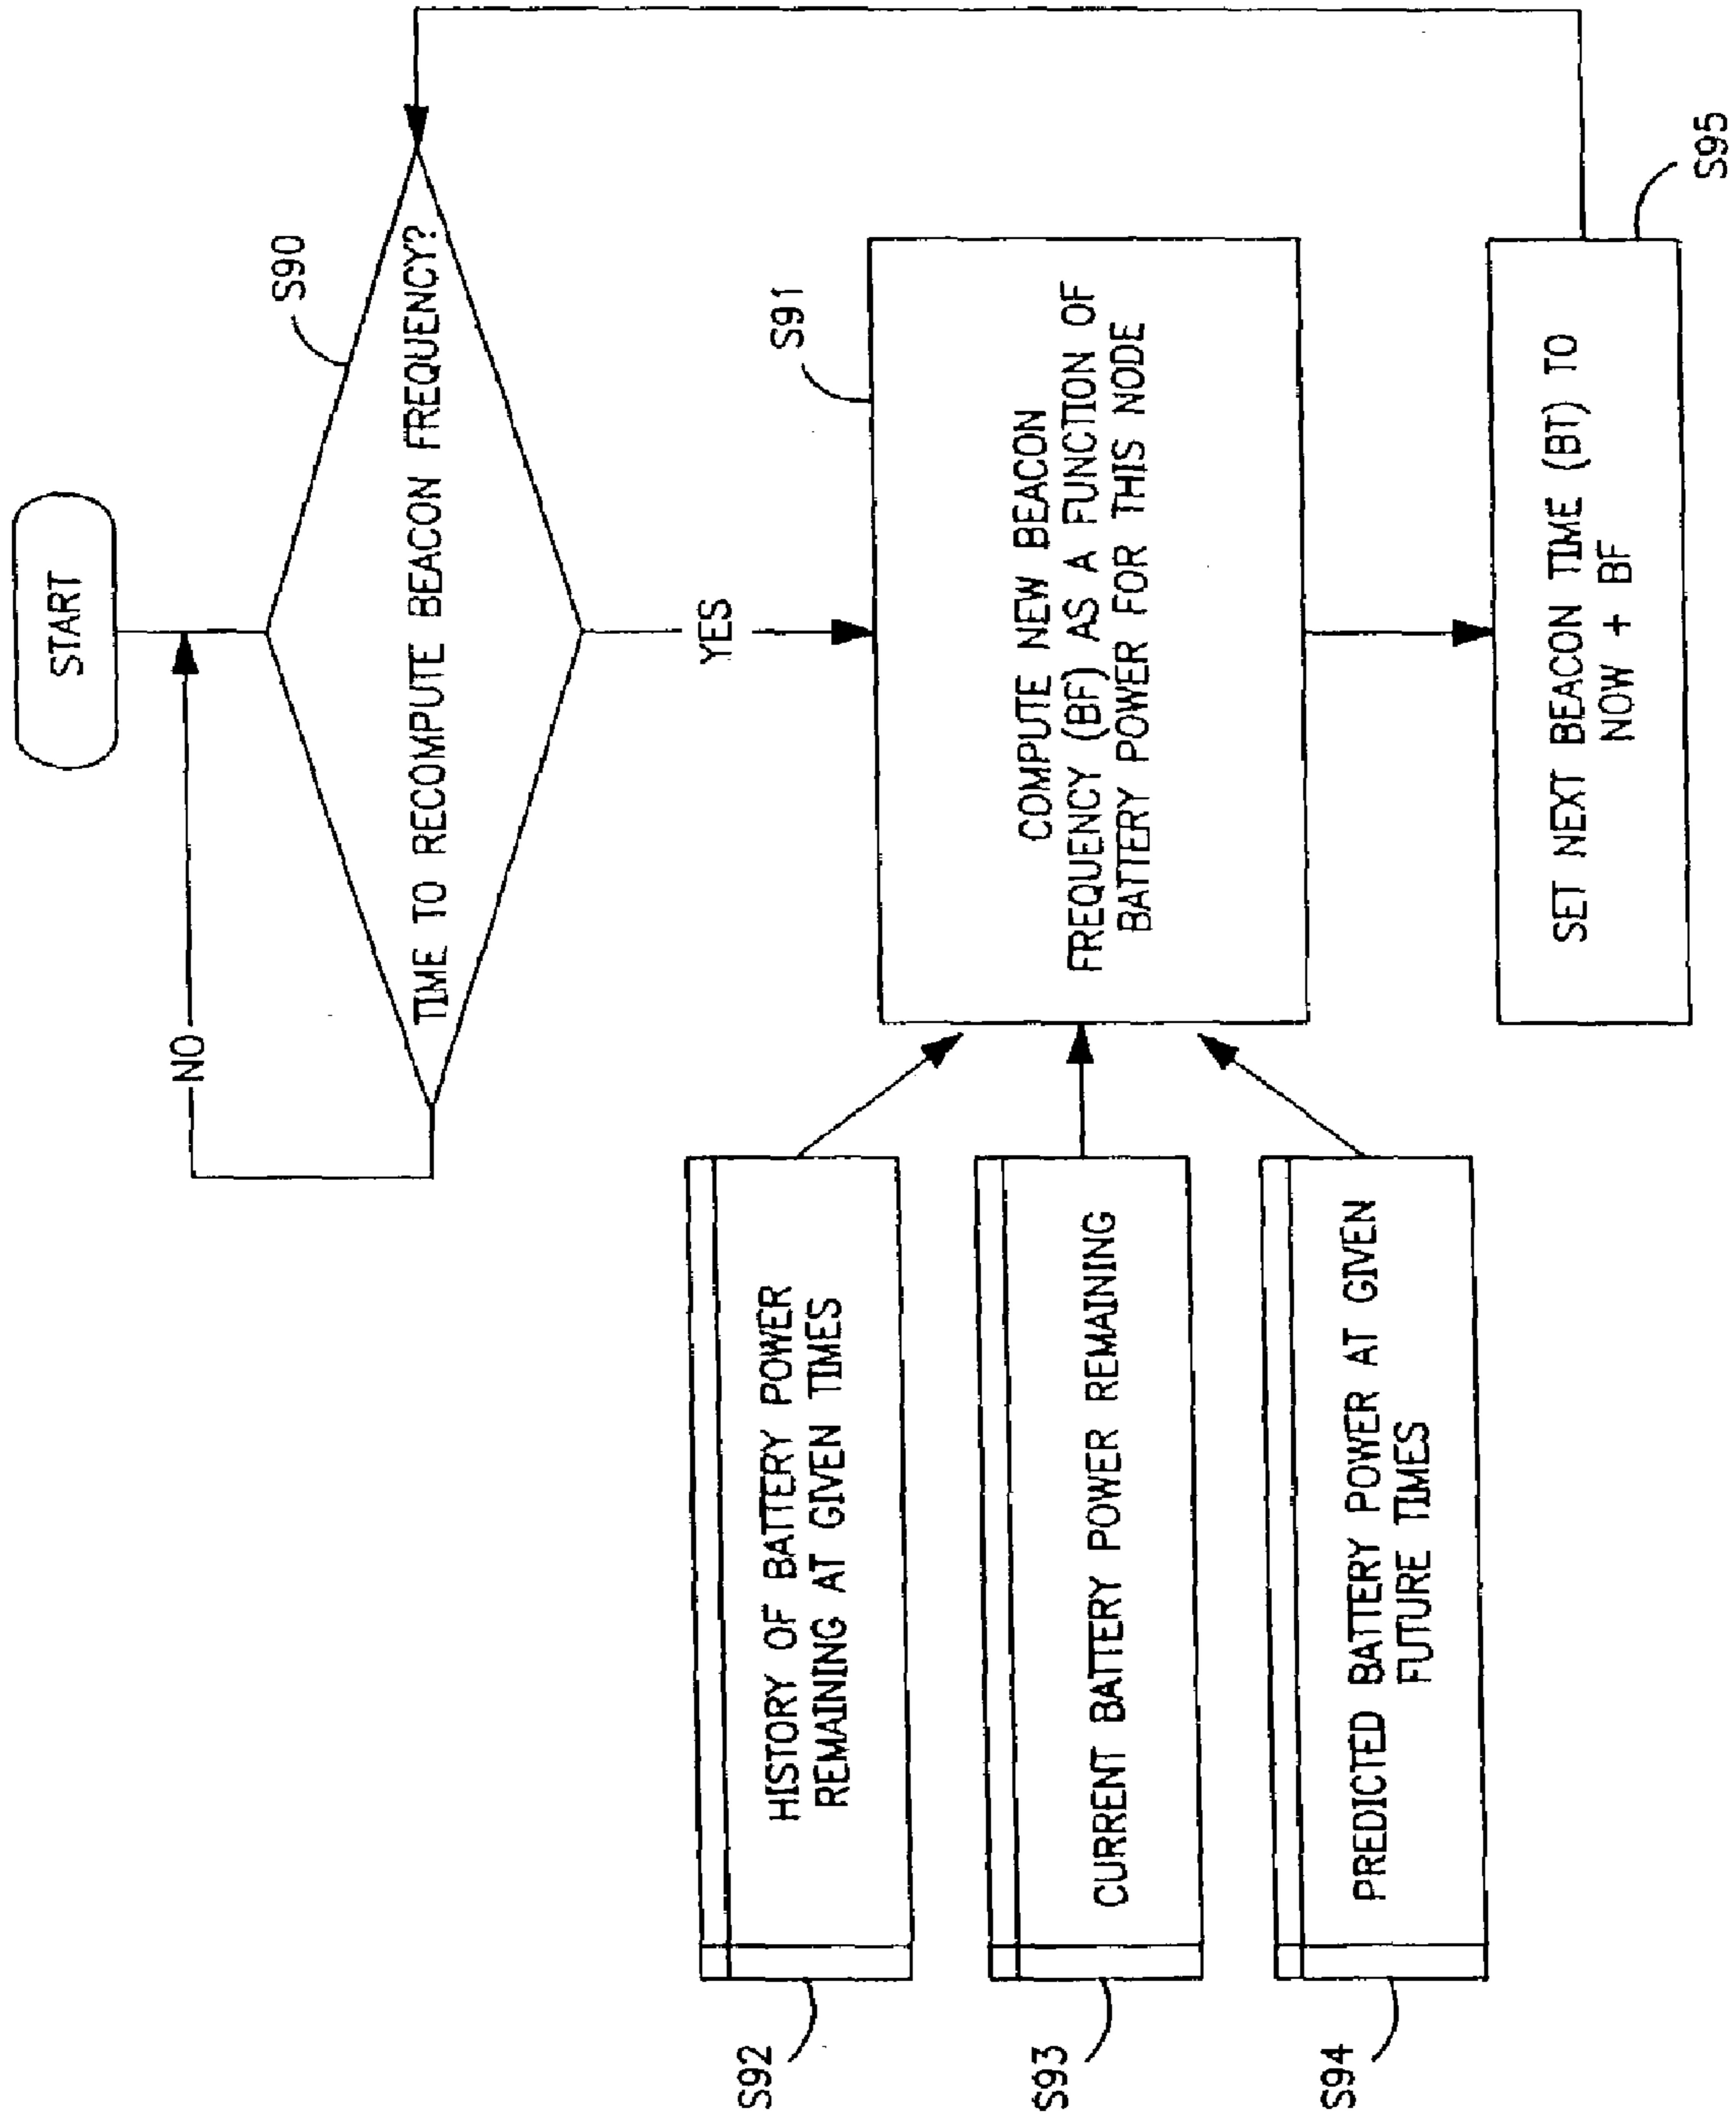 START
S90
TIME TO RECOMPUTE BEACON FREQUENCY?
NO
YES
S91
COMPUTE NEW BEACON
FREQUENCY (BF) AS A FUNCTION OF
BATTERY POWER FOR THIS NODE
S92
HISTORY OF BATTERY POWER
REMAINING AT GIVEN TIMES
S93
CURRENT BATTERY POWER REMAINING
S94
PREDICTED BATTERY POWER AT GIVEN
FUTURE TIMES
SET NEXT BEACON TIME (BT) TO
NOW + BF
S95